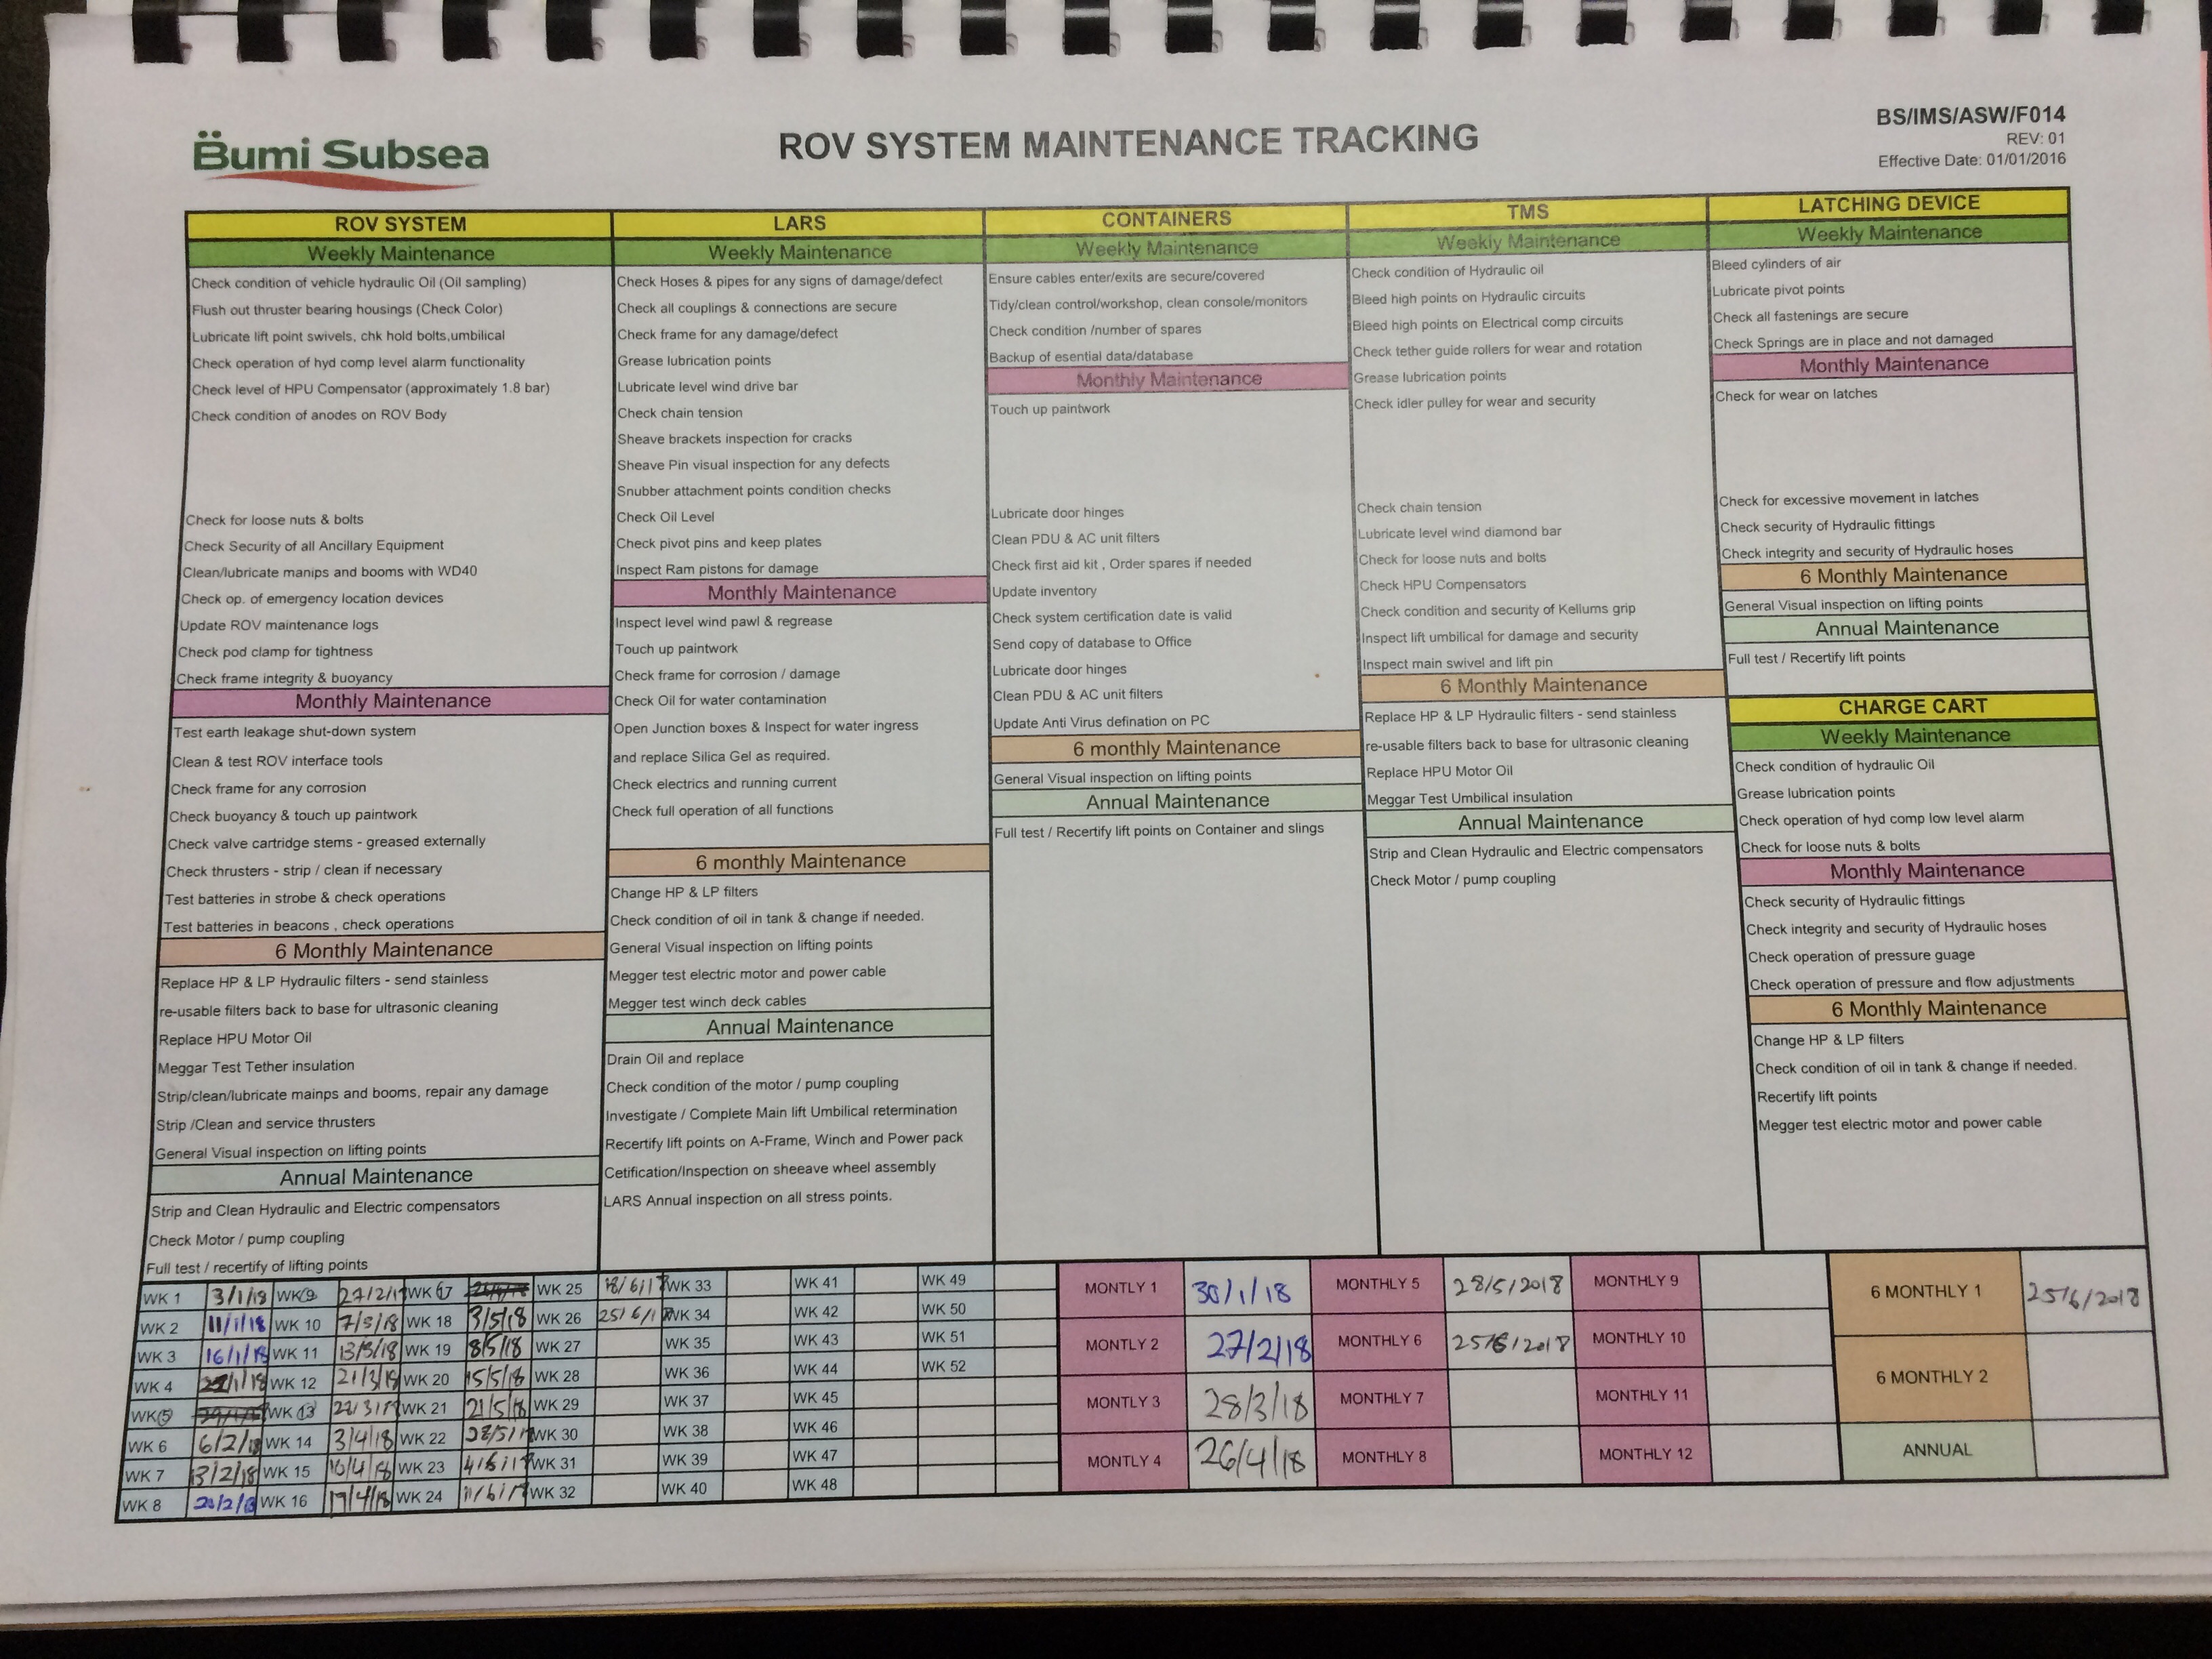 Bumi Subsea
ROV SYSTEM MAINTENANCE TRACKING
BS/IMS/ASW/F014
REV: 01
Effective Date: 01/01/2016
ROV SYSTEM
Weekly Maintenance
Check condition of vehicle hydraulic Oil (Oil sampling)
Flush out thruster bearing housings (Check Color)
Lubricate lift point swivels, chk hold bolts,umbilical
Check operation of hyd comp level alarm functionality
Check level of HPU Compensator (approximately 1.8 bar)
Check condition of anodes on ROV Body
Check for loose nuts & bolts
Check Security of all Ancillary Equipment
Clean/lubricate manips and booms with WD40
Check op. of emergency location devices
Update ROV maintenance logs
Check pod clamp for tightness
Check frame integrity & buoyancy
Monthly Maintenance
Test earth leakage shut-down system
Clean & test ROV interface tools
Check frame for any corrosion
Check buoyancy & touch up paintwork
Check valve cartridge stems - greased externally
Check thrusters - strip / clean if necessary
Test batteries in strobe & check operations
Test batteries in beacons , check operations
6 Monthly Maintenance
Replace HP & LP Hydraulic filters - send stainless
re-usable filters back to base for ultrasonic cleaning
Replace HPU Motor Oil
Meggar Test Tether insulation
Strip/clean/lubricate mainps and booms, repair any damage
Strip /Clean and service thrusters
General Visual inspection on lifting points
Annual Maintenance
Strip and Clean Hydraulic and Electric compensators
Check Motor / pump coupling
Full test / recertify of lifting points
LARS
Weekly Maintenance
Check Hoses & pipes for any signs of damage/defect
Check all couplings & connections are secure
Check frame for any damage/defect
Grease lubrication points
Lubricate level wind drive bar
Check chain tension
Sheave brackets inspection for cracks
Sheave Pin visual inspection for any defects
Snubber attachment points condition checks
Check Oil Level
Check pivot pins and keep plates
Inspect Ram pistons for damage
Monthly Maintenance
Inspect level wind pawl & regrease
Touch up paintwork
Check frame for corrosion / damage
Check Oil for water contamination
Open Junction boxes & Inspect for water ingress
and replace Silica Gel as required.
Check electrics and running current
Check full operation of all functions
6 monthly Maintenance
Change HP & LP filters
Check condition of oil in tank & change if needed.
General Visual inspection on lifting points
Megger test electric motor and power cable
Megger test winch deck cables
Annual Maintenance
Drain Oil and replace
Check condition of the motor / pump coupling
Investigate / Complete Main lift Umbilical retermination
Recertify lift points on A-Frame, Winch and Power pack
Cetification/Inspection on sheeave wheel assembly
LARS Annual inspection on all stress points.
CONTAINERS
Weekly Maintenance
Ensure cables enter/exits are secure/covered
Tidy/clean control/workshop, clean console/monitors
Check condition /number of spares
Backup of esential data/database
Monthly Maintenance
Touch up paintwork
Lubricate door hinges
Clean PDU & AC unit filters
Check first aid kit , Order spares if needed
Update inventory
Check system certification date is valid
Send copy of database to Office
Lubricate door hinges
Clean PDU & AC unit filters
Update Anti Virus defination on PC
6 monthly Maintenance
General Visual inspection on lifting points
Annual Maintenance
Full test / Recertify lift points on Container and slings
TMS
Weekly Maintenance
Check condition of Hydraulic oil
Bleed high points on Hydraulic circuits
Bleed high points on Electrical comp circuits
Check tether guide rollers for wear and rotation
Grease lubrication points
Check idler pulley for wear and security
Check chain tension
Lubricate level wind diamond bar
Check for loose nuts and bolts
Check HPU Compensators
Check condition and security of Kellums grip
Inspect lift umbilical for damage and security
Inspect main swivel and lift pin
6 Monthly Maintenance
Replace HP & LP Hydraulic filters - send stainless
re-usable filters back to base for ultrasonic cleaning
Replace HPU Motor Oil
Meggar Test Umbilical insulation
Annual Maintenance
Strip and Clean Hydraulic and Electric compensators
Check Motor / pump coupling
LATCHING DEVICE
Weekly Maintenance
Bleed cylinders of air
Lubricate pivot points
Check all fastenings are secure
Check Springs are in place and not damaged
Monthly Maintenance
Check for wear on latches
Check for excessive movement in latches
Check security of Hydraulic fittings
Check integrity and security of Hydraulic hoses
6 Monthly Maintenance
General Visual inspection on lifting points
Annual Maintenance
Full test / Recertify lift points
CHARGE CART
Weekly Maintenance
Check condition of hydraulic Oil
Grease lubrication points
Check operation of hyd comp low level alarm
Check for loose nuts & bolts
Monthly Maintenance
Check security of Hydraulic fittings
Check integrity and security of Hydraulic hoses
Check operation of pressure guage
Check operation of pressure and flow adjustments
6 Monthly Maintenance
Change HP & LP filters
Check condition of oil in tank & change if needed.
Recertify lift points
Megger test electric motor and power cable
WK 1 3/1/18 WK 9 27/2/18 WK 17 WK 25 18/6/18 WK 33 WK 41 WK 49
WK 2 11/1/18 WK 10 7/3/18 WK 18 3/5/18 WK 26 25/6/18 WK 34 WK 42 WK 50
WK 3 16/1/18 WK 11 13/3/18 WK 19 8/5/18 WK 27 WK 35 WK 43 WK 51
WK 4 WK 12 21/3/18 WK 20 15/5/18 WK 28 WK 36 WK 44 WK 52
WK 5 WK 13 WK 21 21/5/18 WK 29 WK 37 WK 45
WK 6 6/2/18 WK 14 3/4/18 WK 22 WK 30 WK 38 WK 46
WK 7 13/2/18 WK 15 10/4/18 WK 23 4/6/18 WK 31 WK 39 WK 47
WK 8 20/2/18 WK 16 17/4/18 WK 24 11/6/18 WK 32 WK 40 WK 48
MONTLY 1 30/1/18 MONTHLY 5 28/5/2018 MONTHLY 9
MONTLY 2 27/2/18 MONTHLY 6 25/6/2018 MONTHLY 10
MONTLY 3 28/3/18 MONTHLY 7 MONTHLY 11
MONTLY 4 26/4/18 MONTHLY 8 MONTHLY 12
6 MONTHLY 1 25/6/2018
6 MONTHLY 2
ANNUAL